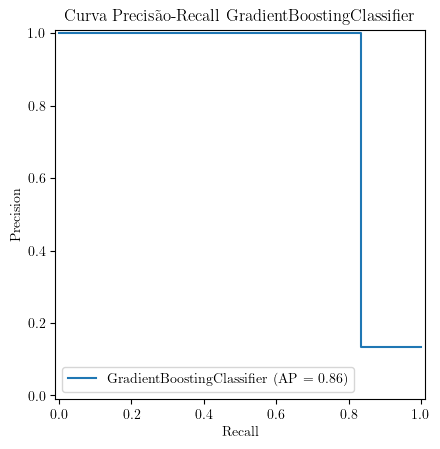 Curva Precisão-Recall GradientBoostingClassifier
1.0
0.8
0.6
0.4
0.2
0.0
Precision
GradientBoostingClassifier (AP = 0.86)
0.0 0.2 0.4 0.6 0.8 1.0
Recall